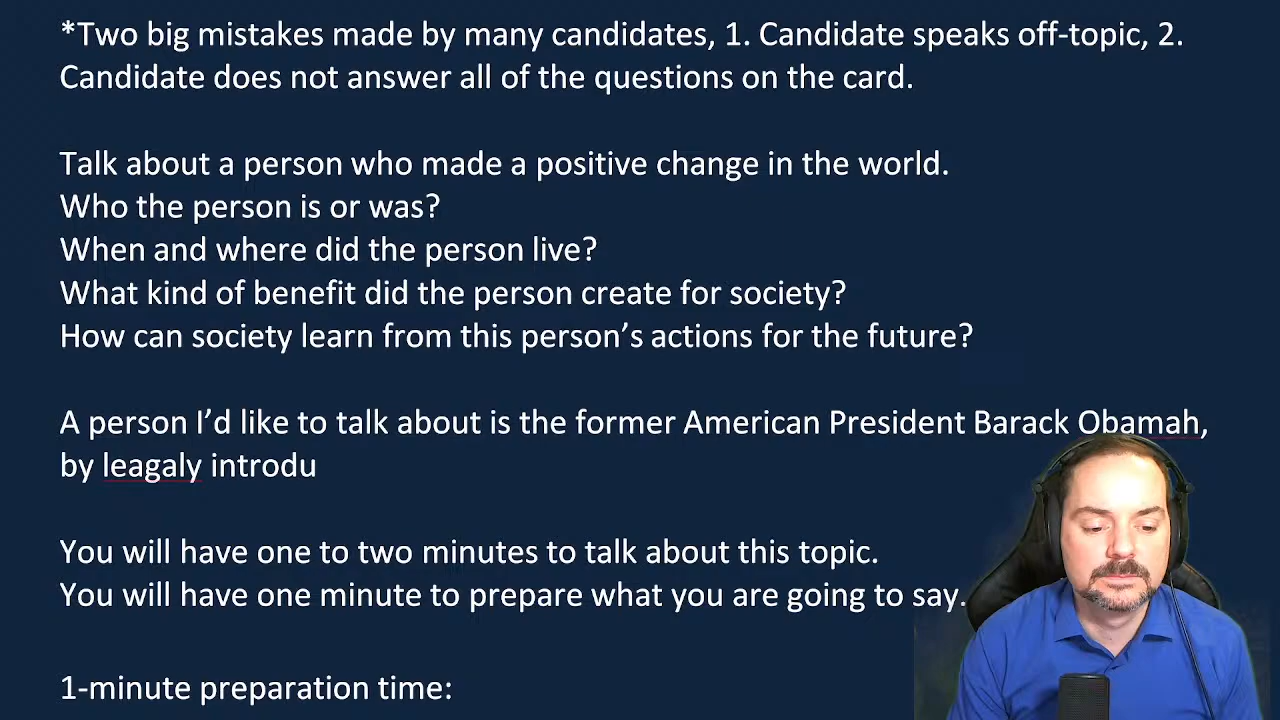 *Two big mistakes made by many candidates, 1. Candidate speaks off-topic, 2.
Candidate does not answer all of the questions on the card.
Talk about a person who made a positive change in the world.
Who the person is or was?
When and where did the person live?
What kind of benefit did the person create for society?
How can society learn from this person’s actions for the future?
A person I’d like to talk about is the former American President Barack Obamah,
by leagaly introdu
You will have one to two minutes to talk about this topic.
You will have one minute to prepare what you are going to say.
1-minute preparation time: